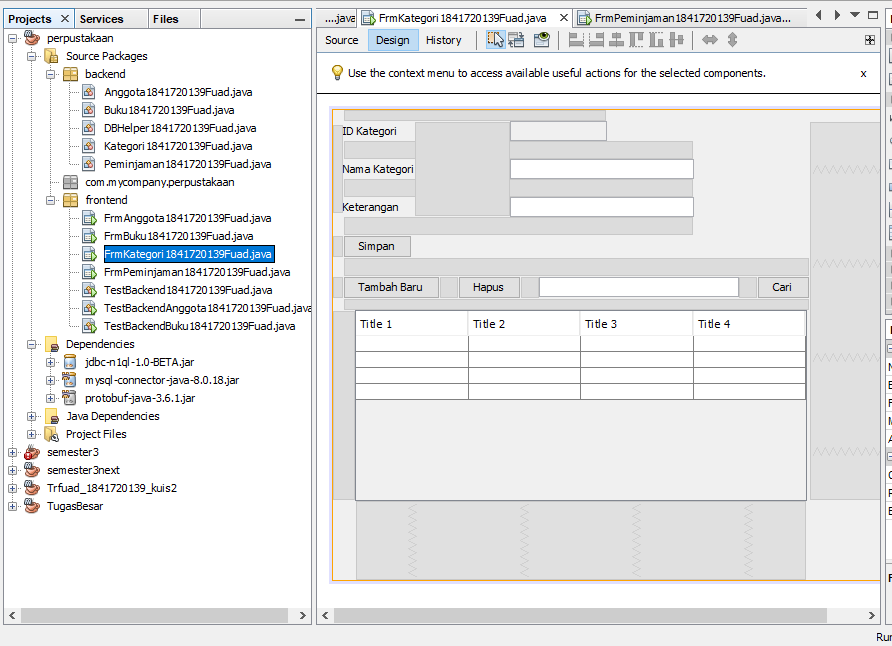 Projects
Services
Files
perpustakaan
Source Packages
backend
Anggota1841720139Fuad.java
Buku1841720139Fuad.java
DBHelper1841720139Fuad.java
Kategori1841720139Fuad.java
Peminjaman1841720139Fuad.java
com.mycompany.perpustakaan
frontend
FrmAnggota1841720139Fuad.java
FrmBuku1841720139Fuad.java
FrmKategori1841720139Fuad.java
FrmPeminjaman1841720139Fuad.java
TestBackend1841720139Fuad.java
TestBackendAnggota1841720139Fuad.java
TestBackendBuku1841720139Fuad.java
Dependencies
jdbc-n1ql-1.0-BETA.jar
mysql-connector-java-8.0.18.jar
protobuf-java-3.6.1.jar
Java Dependencies
Project Files
semester3
semester3next
Trfuad_1841720139_kuis2
TugasBesar
....java
FrmKategori1841720139Fuad.java
FrmPeminjaman1841720139Fuad.java...
Source
Design
History
Use the context menu to access available useful actions for the selected components.
x
ID Kategori
Nama Kategori
Keterangan
Simpan
Tambah Baru
Hapus
Cari
Title 1
Title 2
Title 3
Title 4